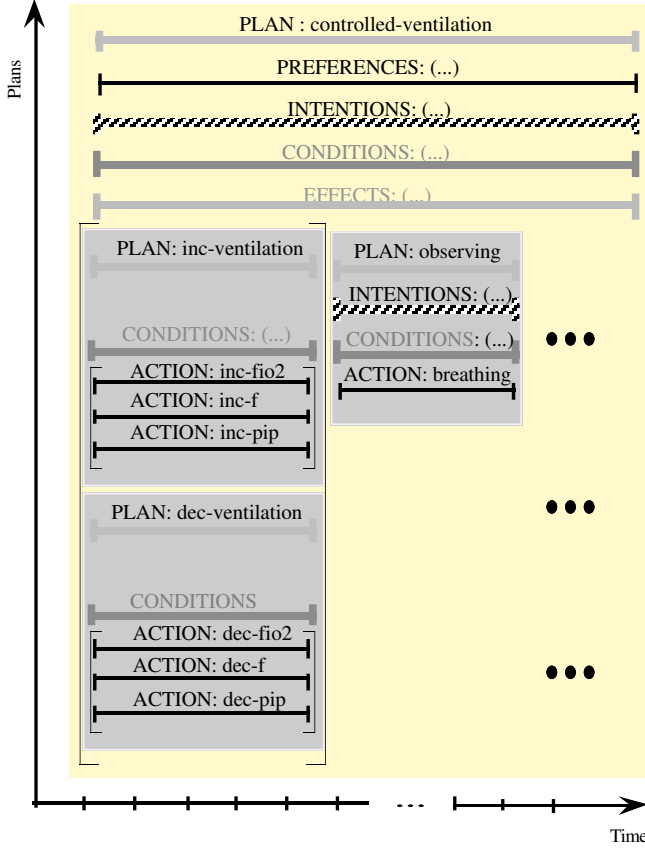 Plans
PLAN : controlled-ventilation
PREFERENCES: (...)
INTENTIONS: (...)
CONDITIONS: (...)
EFFECTS: (...)
PLAN: inc-ventilation
CONDITIONS: (...)
ACTION: inc-fio2
ACTION: inc-f
ACTION: inc-pip
PLAN: observing
INTENTIONS: (...)
CONDITIONS: (...)
ACTION: breathing
PLAN: dec-ventilation
CONDITIONS
ACTION: dec-fio2
ACTION: dec-f
ACTION: dec-pip
...
Time